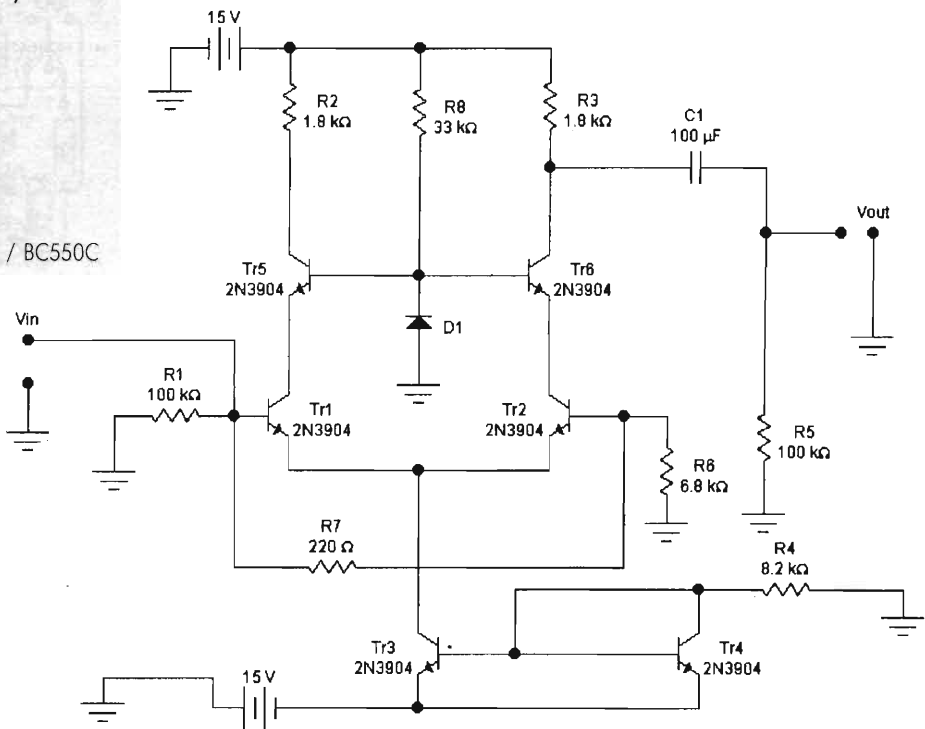 15 V
R2
1.8 kΩ
R8
33 kΩ
R3
1.8 kΩ
C1
100 µF
/ BC550C
Vout
Tr5
2N3904
Tr6
2N3904
D1
Vin
R1
100 kΩ
Tr1
2N3904
Tr2
2N3904
R5
100 kΩ
R6
6.8 kΩ
R7
220 Ω
R4
8.2 kΩ
Tr3
2N3904
Tr4
2N3904
15 V